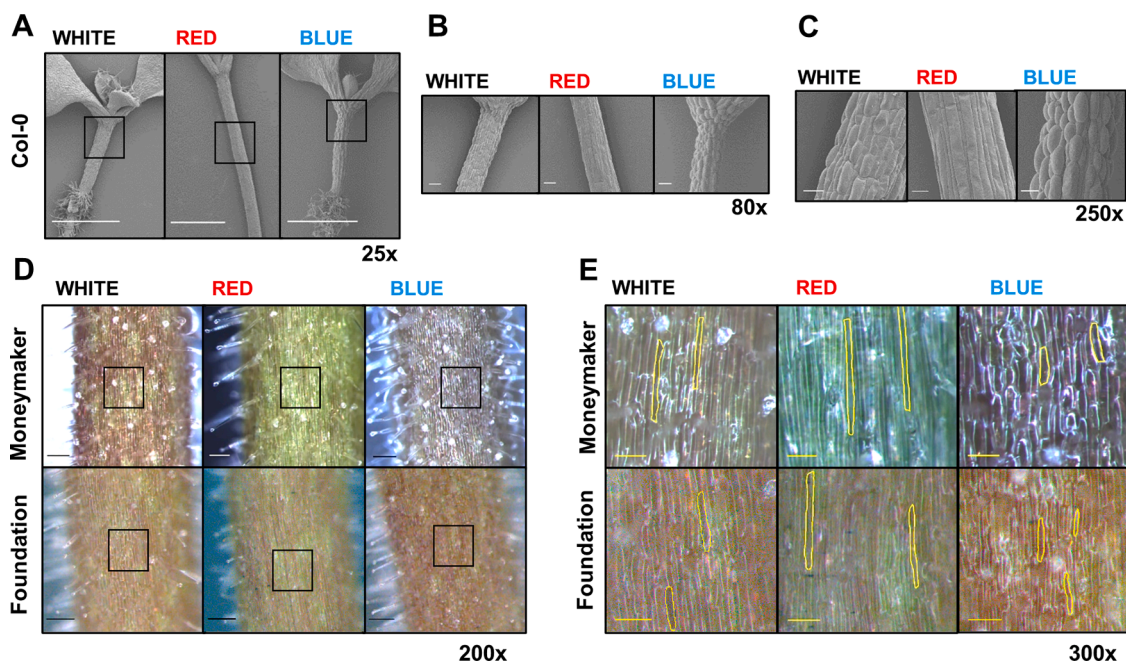 A
WHITE RED BLUE
Col-0
25x
B
WHITE RED BLUE
80x
C
WHITE RED BLUE
250x
D
WHITE RED BLUE
Moneymaker
Foundation
200x
E
WHITE RED BLUE
Moneymaker
Foundation
300x